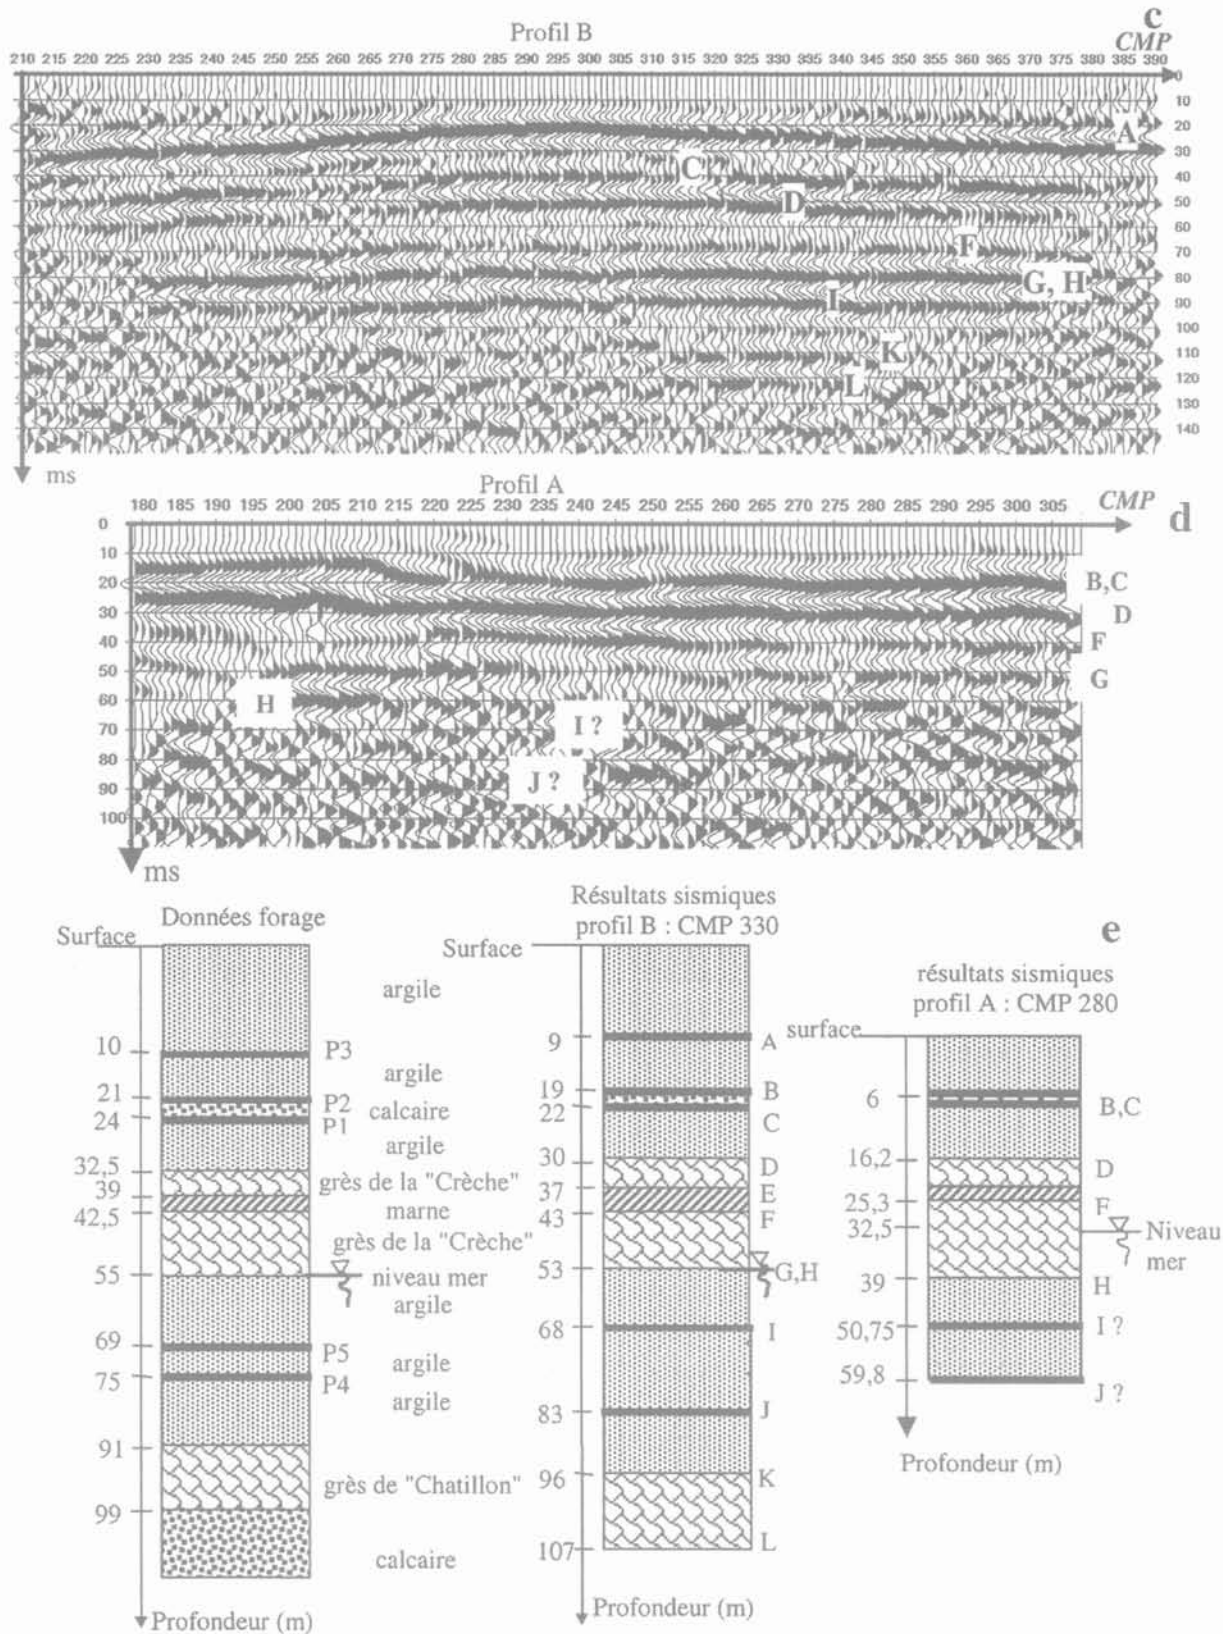 Profil B
c
CMP
210 215 220 225 230 235 240 245 250 255 260 265 270 275 280 285 290 295 300 305 310 315 320 325 330 335 340 345 350 355 360 365 370 375 380 385 390
0
10
20
30
40
50
60
70
80
90
100
110
120
130
140
A
C
D
F
G, H
I
K
L
ms
Profil A
CMP
d
180 185 190 195 200 205 210 215 220 225 230 235 240 245 250 255 260 265 270 275 280 285 290 295 300 305
0
10
20
30
40
50
60
70
80
90
100
B,C
D
F
G
H
I ?
J ?
ms
Données forage
Surface
argile
10
P3
argile
21
P2
calcaire
24
P1
argile
32,5
grès de la "Crèche"
39
marne
42,5
grès de la "Crèche"
55
niveau mer
argile
69
P5
argile
75
P4
argile
91
grès de "Chatillon"
99
calcaire
Profondeur (m)
Résultats sismiques
profil B : CMP 330
Surface
9
A
19
B
22
C
30
D
37
E
43
F
53
G,H
68
I
83
J
96
K
107
L
Profondeur (m)
e
résultats sismiques
profil A : CMP 280
surface
6
B,C
16,2
D
25,3
F
32,5
Niveau
mer
39
H
50,75
I ?
59,8
J ?
Profondeur (m)